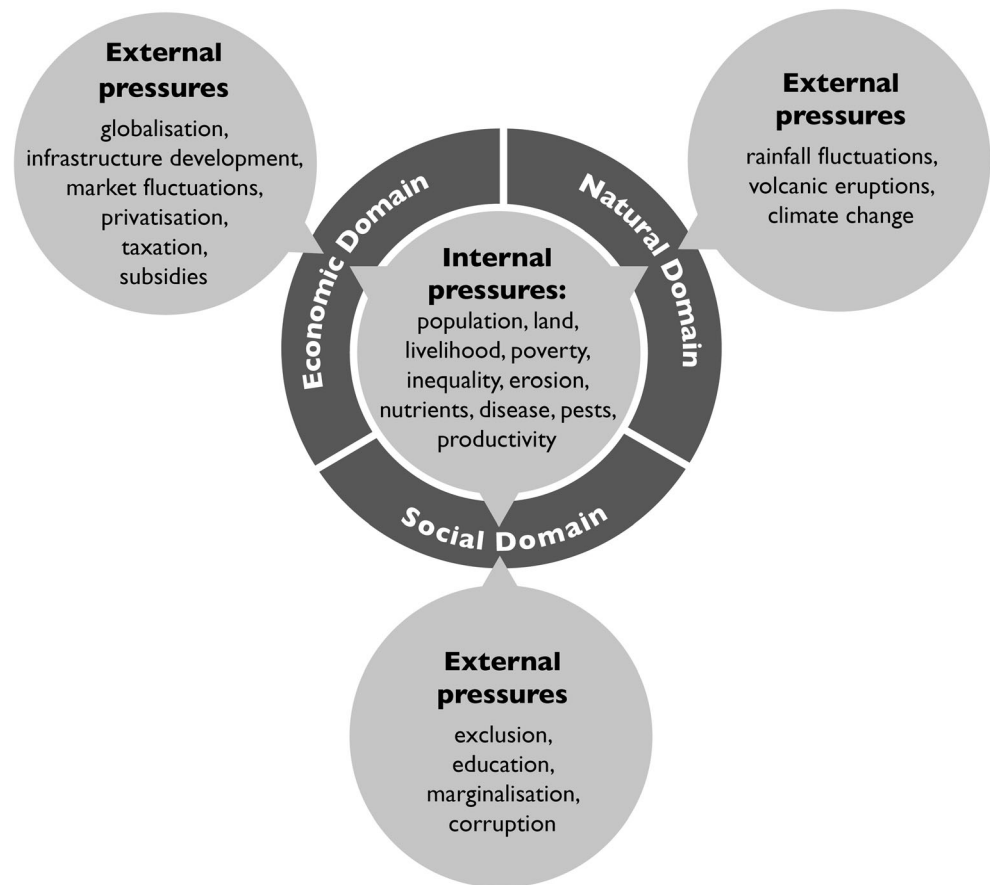 External
pressures
globalisation,
infrastructure development,
market fluctuations,
privatisation,
taxation,
subsidies
External
pressures
rainfall fluctuations,
volcanic eruptions,
climate change
Economic Domain
Natural Domain
Internal
pressures:
population, land,
livelihood, poverty,
inequality, erosion,
nutrients, disease, pests,
productivity
Social Domain
External
pressures
exclusion,
education,
marginalisation,
corruption